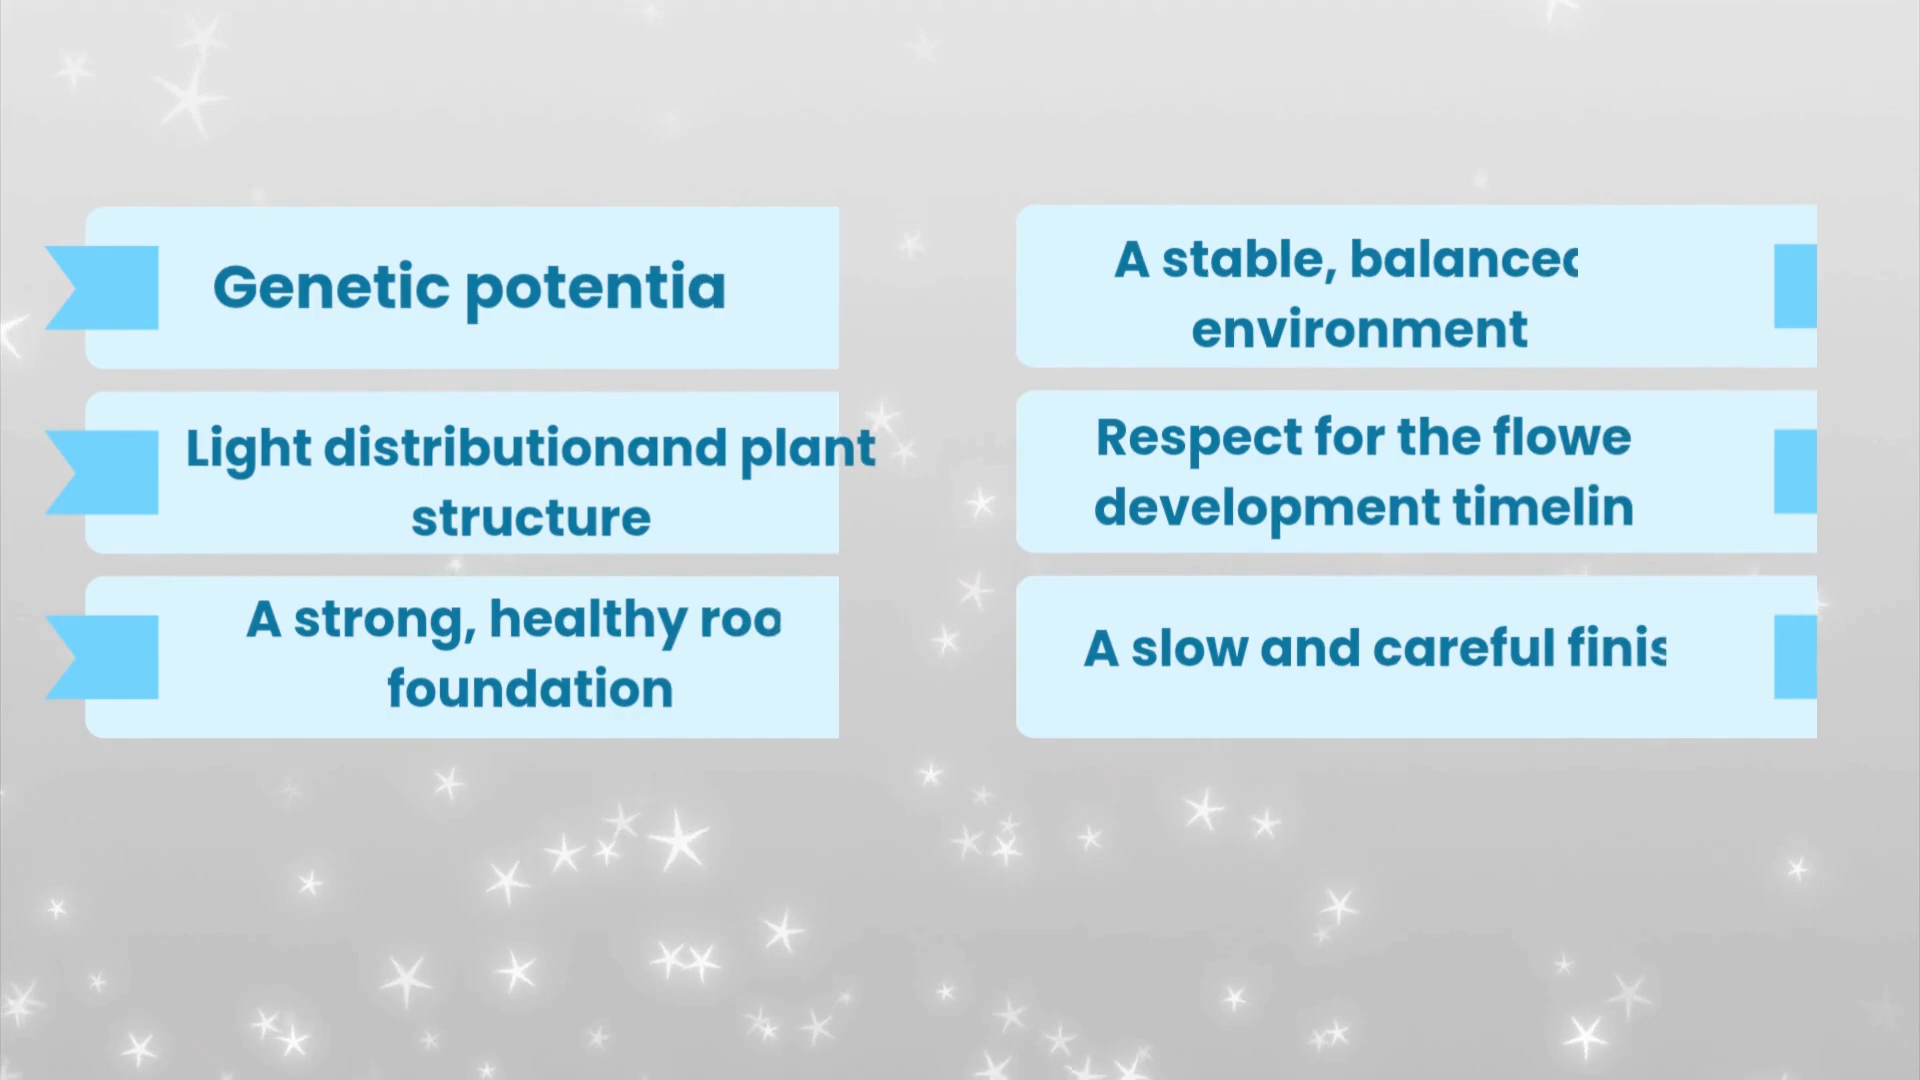 Genetic potentia
Light distributionand plant
structure
A strong, healthy roo
foundation
A stable, balanced
environment
Respect for the flowe
development timelin
A slow and careful finis